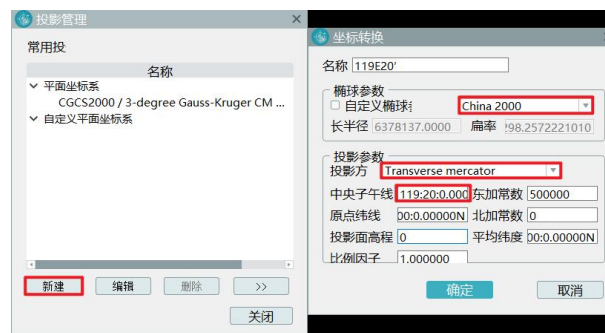 投影管理
常用投
名称
平面坐标系
CGCS2000 / 3-degree Gauss-Kruger CM ...
自定义平面坐标系
新建 编辑 删除 >>
关闭
坐标转换
名称 119E20'
椭球参数
自定义椭球 China 2000
长半径 6378137.0000 扁率 298.2572221010
投影参数
投影方 Transverse mercator
中央子午线 119:20:0.000 东加常数 500000
原点纬线 00:0.00000N 北加常数 0
投影面高程 0 平均纬度 00:0.00000N
比例因子 1.000000
确定 取消